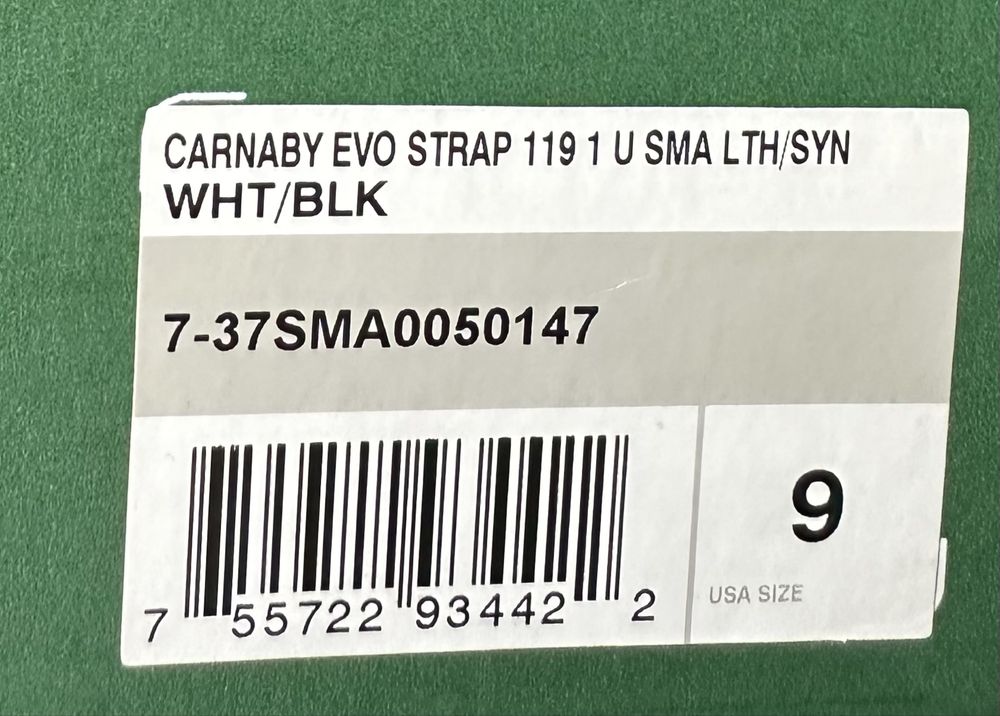 CARNABY EVO STRAP 119 1 U SMA LTH/SYN
WHT/BLK
7-37SMA0050147
7 55722 93442 2
9
USA SIZE